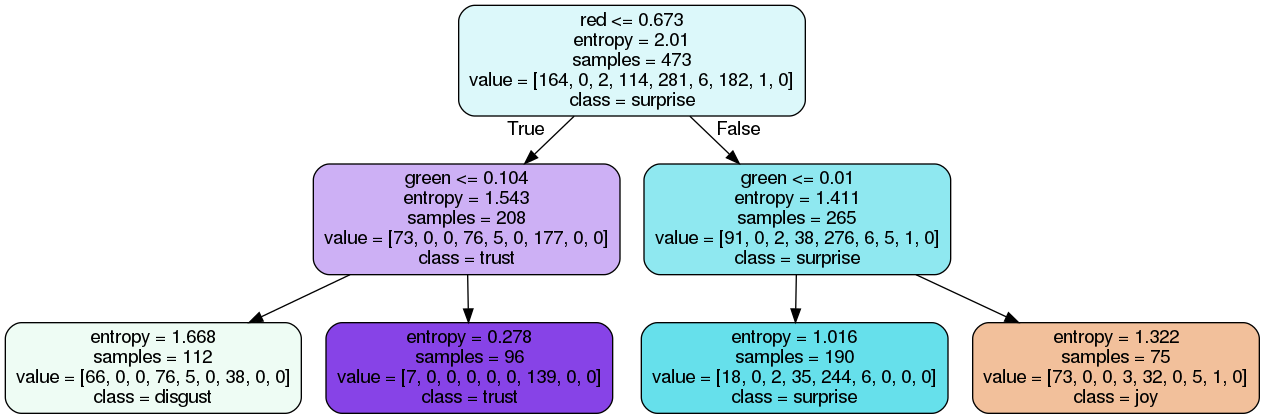 red <= 0.673
entropy = 2.01
samples = 473
value = [164, 0, 2, 114, 281, 6, 182, 1, 0]
class = surprise
True
False
green <= 0.104
entropy = 1.543
samples = 208
value = [73, 0, 0, 76, 5, 0, 177, 0, 0]
class = trust
green <= 0.01
entropy = 1.411
samples = 265
value = [91, 0, 2, 38, 276, 6, 5, 1, 0]
class = surprise
entropy = 1.668
samples = 112
value = [66, 0, 0, 76, 5, 0, 38, 0, 0]
class = disgust
entropy = 0.278
samples = 96
value = [7, 0, 0, 0, 0, 0, 139, 0, 0]
class = trust
entropy = 1.016
samples = 190
value = [18, 0, 2, 35, 244, 6, 0, 0, 0]
class = surprise
entropy = 1.322
samples = 75
value = [73, 0, 0, 3, 32, 0, 5, 1, 0]
class = joy